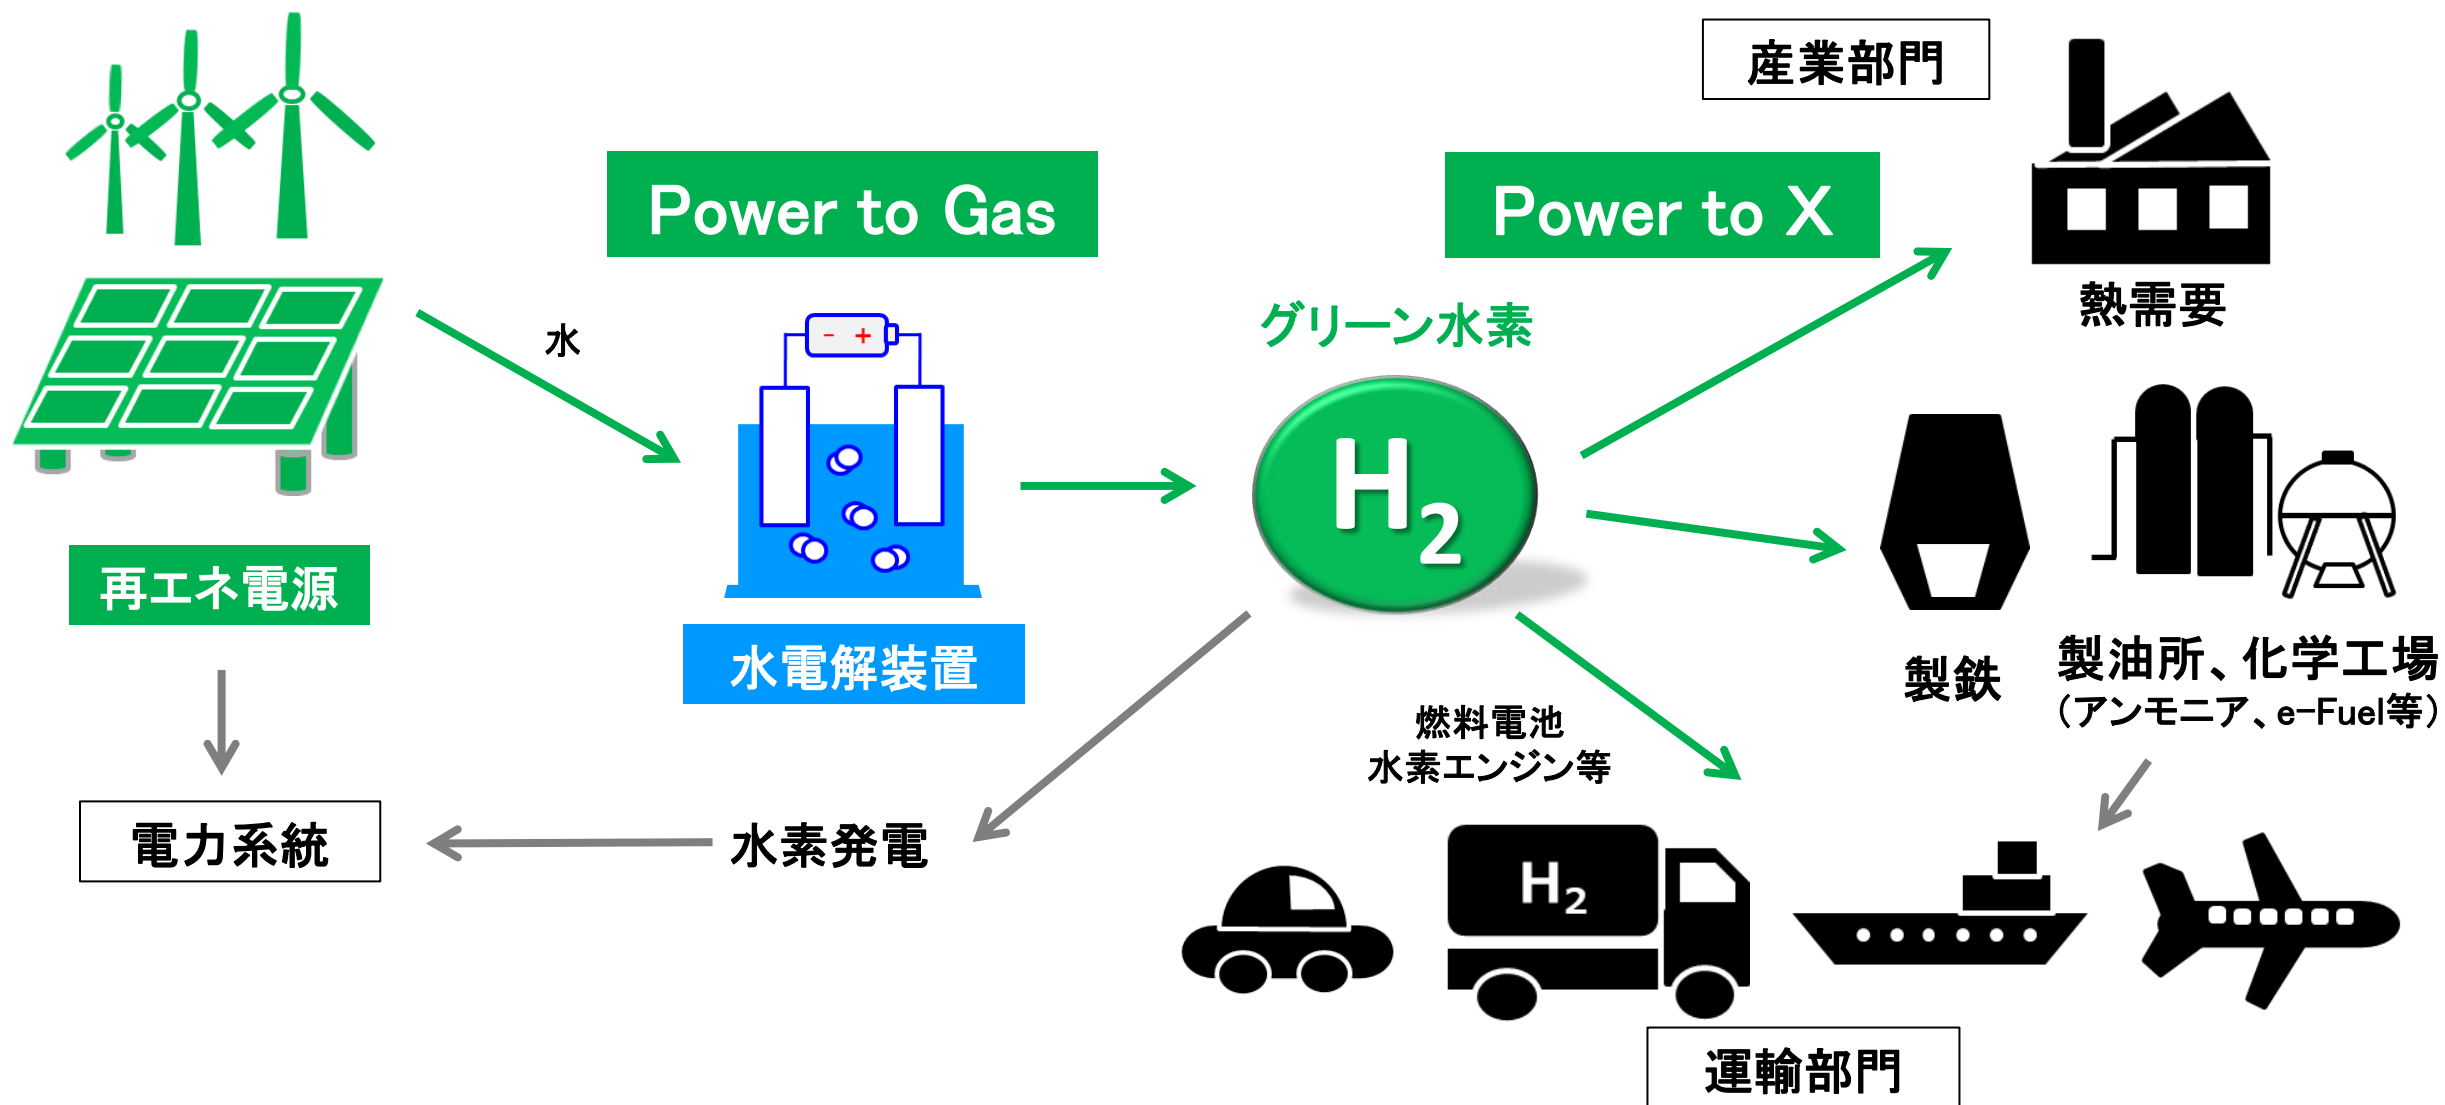 産業部門
Power to Gas
Power to X
熱需要
グリーン水素
水
- +
H2
再エネ電源
水電解装置
製鉄
製油所、化学工場
（アンモニア、e-Fuel等）
燃料電池
水素エンジン等
電力系統
水素発電
H2
運輸部門